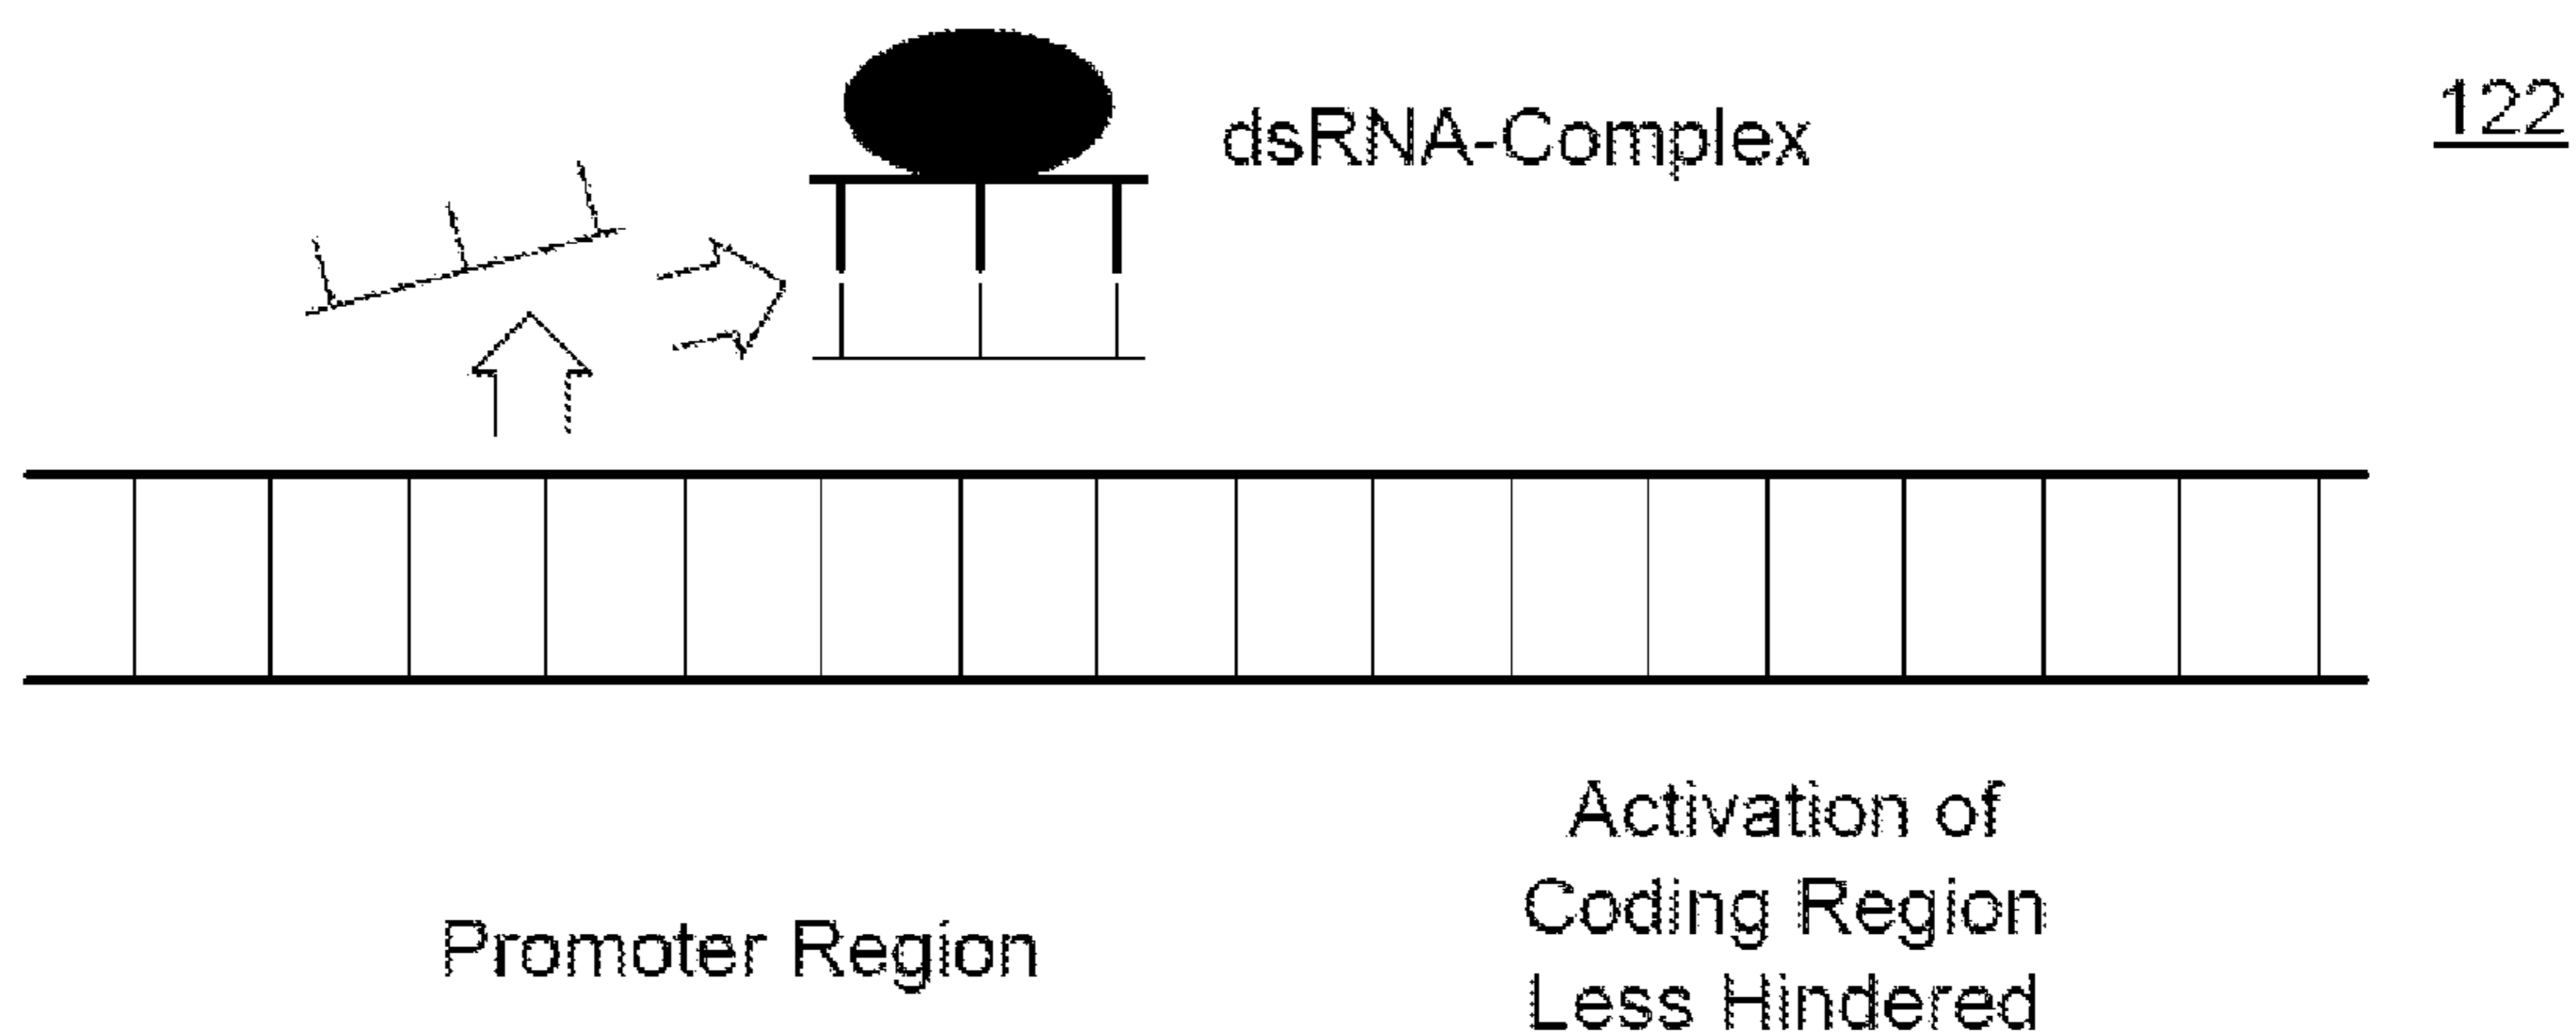 dsRNA-Complex
122
Promoter Region
Activation of
Coding Region
Less Hindered